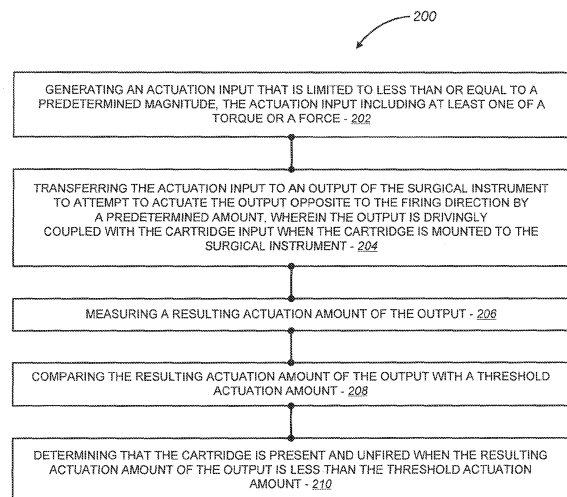 200
GENERATING AN ACTUATION INPUT THAT IS LIMITED TO LESS THAN OR EQUAL TO A
PREDETERMINED MAGNITUDE, THE ACTUATION INPUT INCLUDING AT LEAST ONE OF A
TORQUE OR A FORCE - 202
TRANSFERRING THE ACTUATION INPUT TO AN OUTPUT OF THE SURGICAL INSTRUMENT
TO ATTEMPT TO ACTUATE THE OUTPUT OPPOSITE TO THE FIRING DIRECTION BY
A PREDETERMINED AMOUNT, WHEREIN THE OUTPUT IS DRIVINGLY
COUPLED WITH THE CARTRIDGE INPUT WHEN THE CARTRIDGE IS MOUNTED TO THE
SURGICAL INSTRUMENT - 204
MEASURING A RESULTING ACTUATION AMOUNT OF THE OUTPUT - 206
COMPARING THE RESULTING ACTUATION AMOUNT OF THE OUTPUT WITH A THRESHOLD
ACTUATION AMOUNT - 208
DETERMINING THAT THE CARTRIDGE IS PRESENT AND UNFIRED WHEN THE RESULTING
ACTUATION AMOUNT OF THE OUTPUT IS LESS THAN THE THRESHOLD ACTUATION
AMOUNT - 210